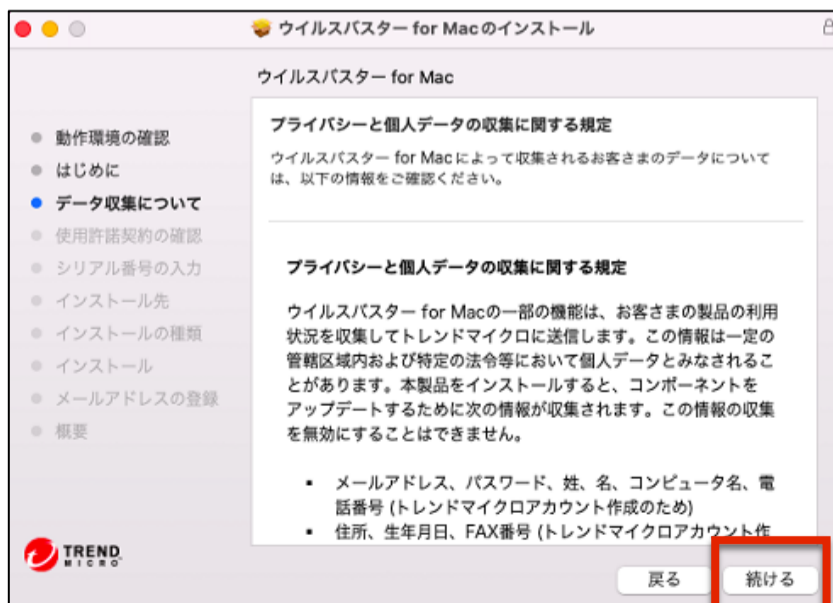 ウイルスバスター for Macのインストール
ウイルスバスター for Mac
動作環境の確認
はじめに
データ収集について
使用許諾契約の確認
シリアル番号の入力
インストール先
インストールの種類
インストール
メールアドレスの登録
概要
プライバシーと個人データの収集に関する規定
ウイルスバスター for Macによって収集されるお客さまのデータについて
は、以下の情報をご確認ください。
プライバシーと個人データの収集に関する規定
ウイルスバスター for Macの一部の機能は、お客さまの製品の利用
状況を収集してトレンドマイクロに送信します。この情報は一定の
管轄区域内および特定の法令等において個人データとみなされるこ
とがあります。本製品をインストールすると、コンポーネントを
アップデートするために次の情報が収集されます。この情報の収集
を無効にすることはできません。
▪ メールアドレス、パスワード、姓、名、コンピュータ名、電
話番号 (トレンドマイクロアカウント作成のため)
▪ 住所、生年月日、FAX番号 (トレンドマイクロアカウント作
TREND
MICRO
戻る
続ける